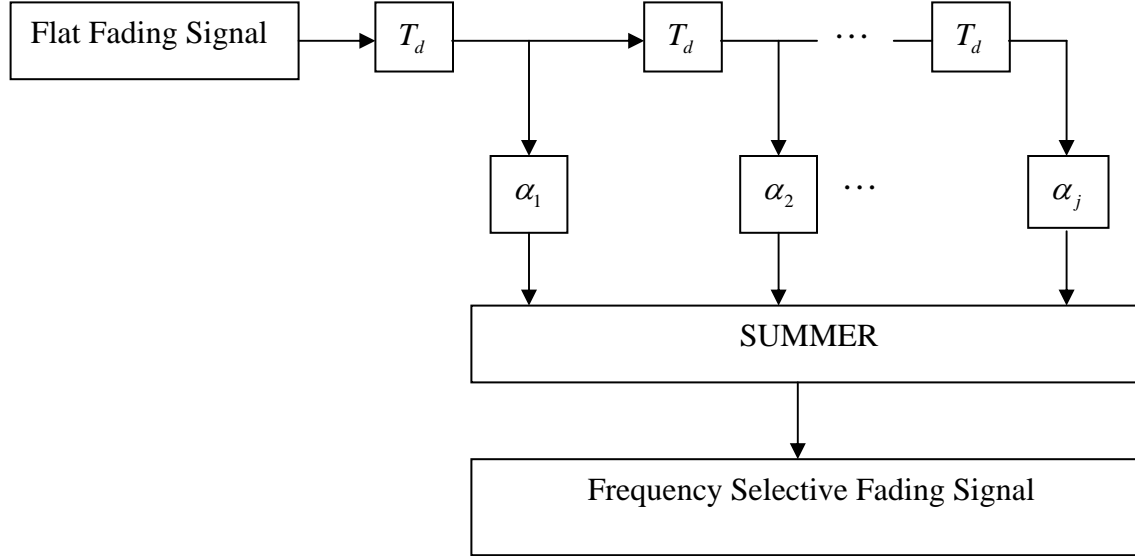 Flat Fading Signal
T_d
T_d
⋯
T_d
α_1
α_2
⋯
α_j
SUMMER
Frequency Selective Fading Signal